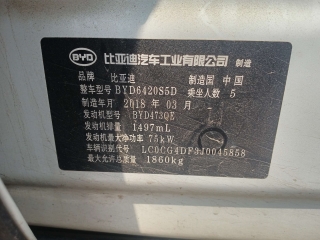 BYD 比亚迪汽车工业有限公司 制造
品牌 比亚迪 制造国 中国
整车型号 BYD6420S5D 乘坐人数 5
制造年月 2018 年 03 月
发动机型号 BYD473QE
发动机排量 1497mL
发动机最大净功率 75kW
车辆识别代号 LC0CG4DF3J0045858
最大允许总质量 1860kg